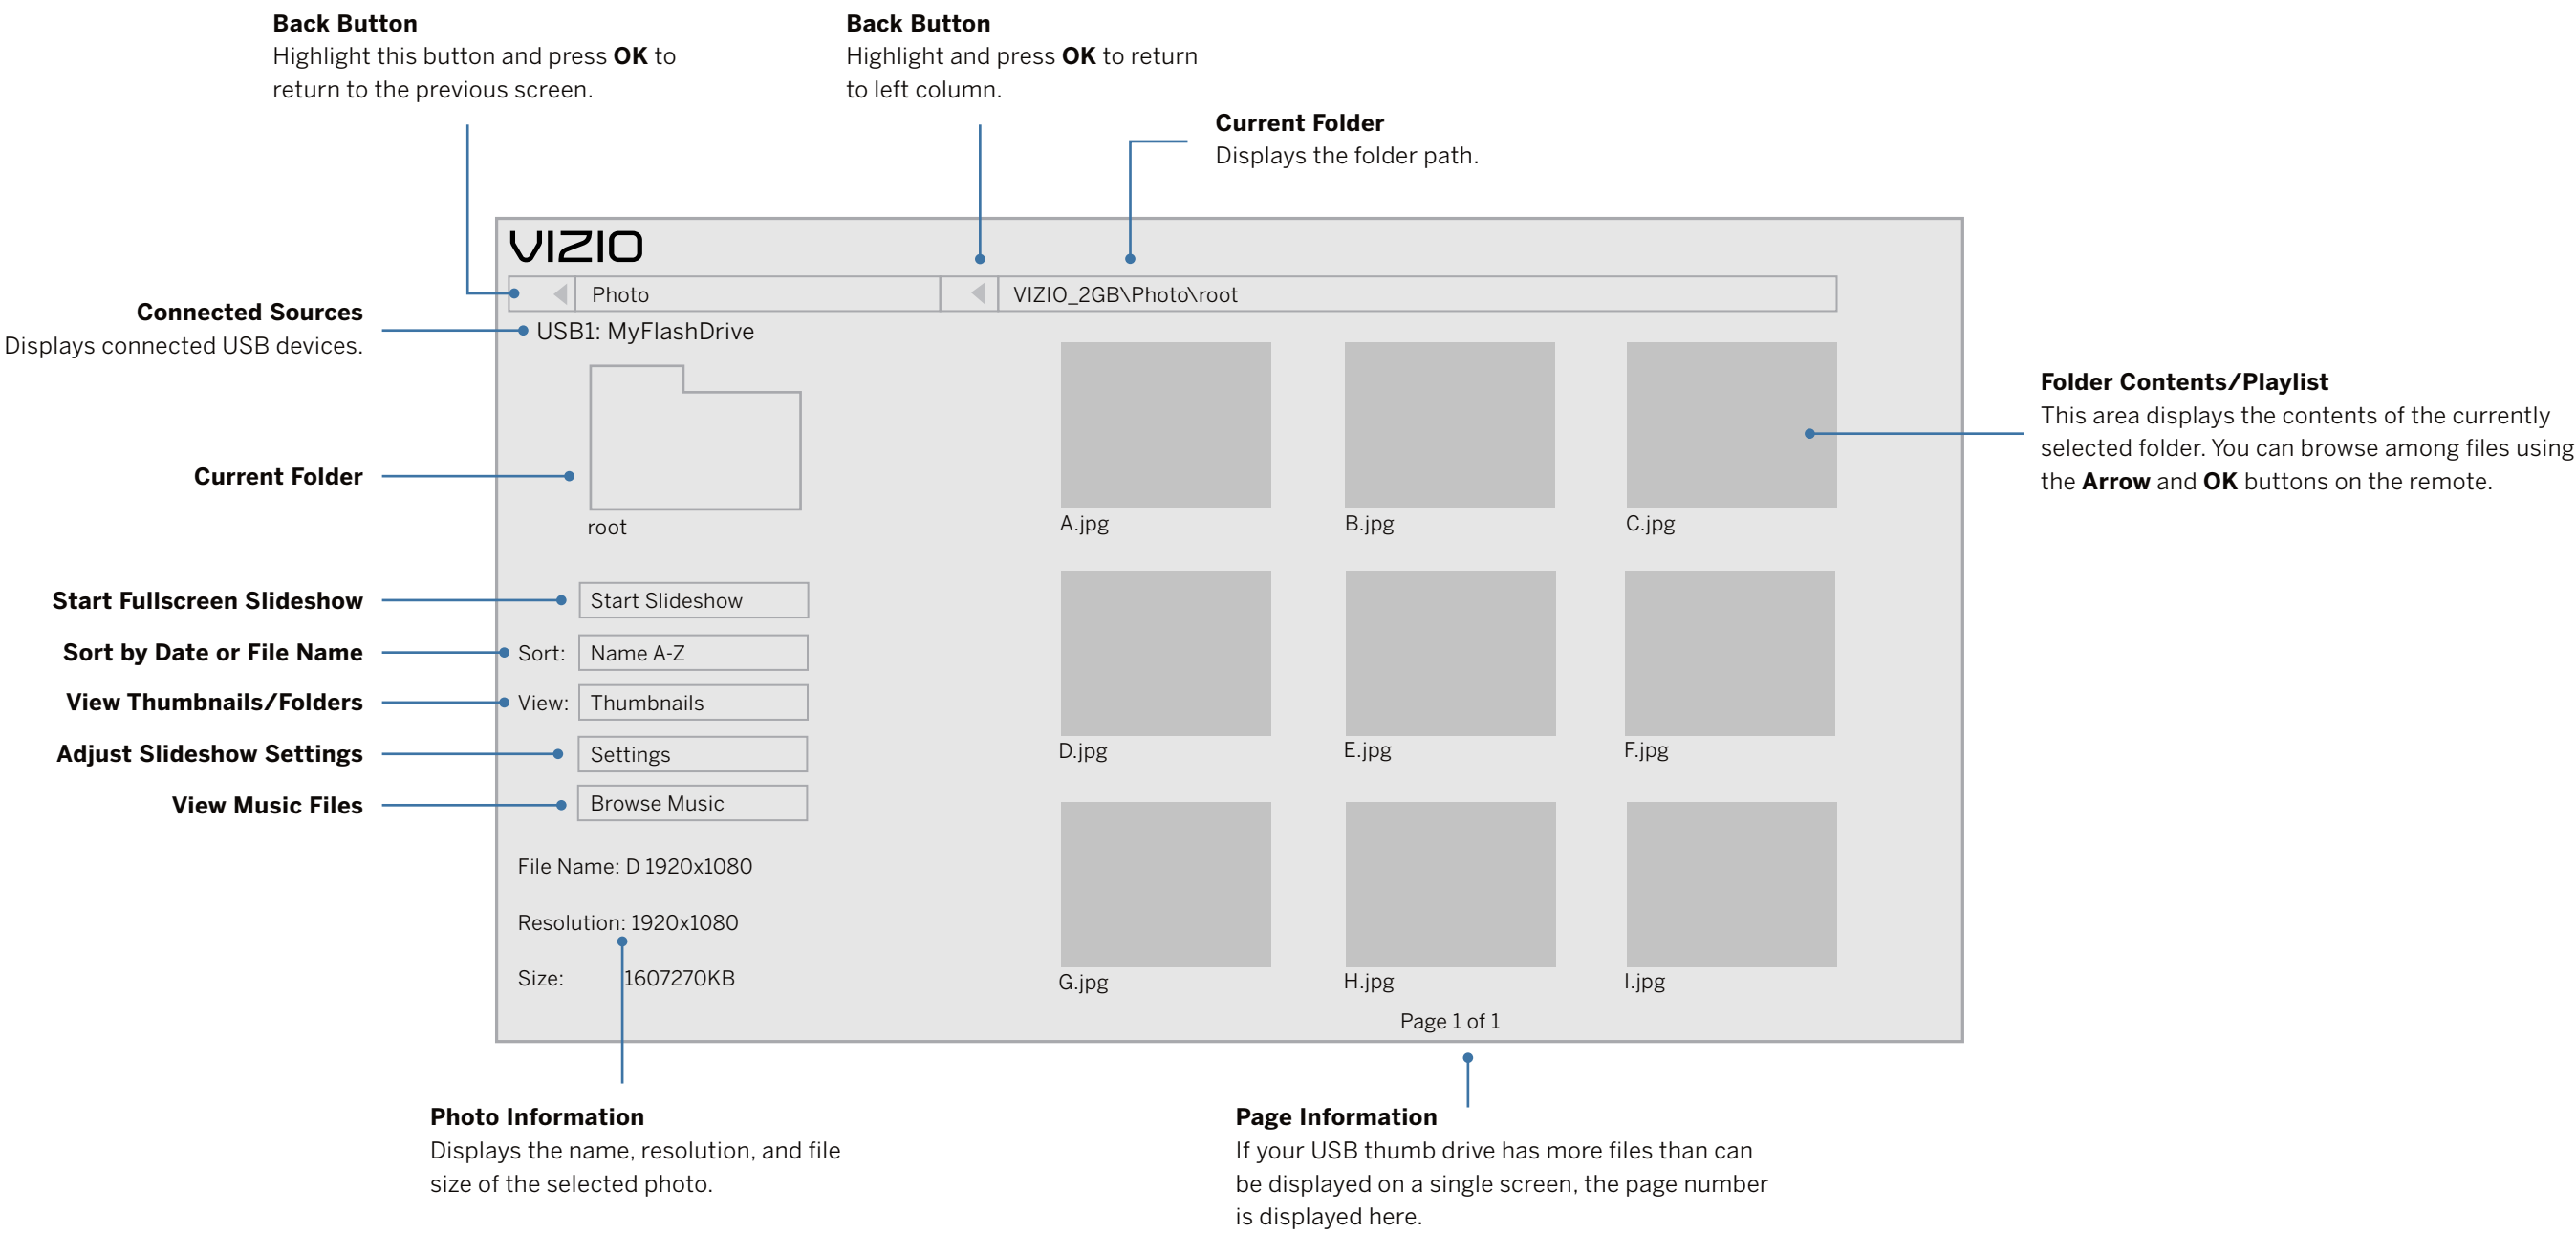 Back Button
Highlight this button and press OK to
return to the previous screen.
Back Button
Highlight and press OK to return
to left column.
Current Folder
Displays the folder path.
VIZIO
Photo
VIZIO_2GB\Photo\root
Connected Sources
Displays connected USB devices.
USB1: MyFlashDrive
Folder Contents/Playlist
This area displays the contents of the currently
selected folder. You can browse among files using
the Arrow and OK buttons on the remote.
Current Folder
root
A.jpg
B.jpg
C.jpg
Start Fullscreen Slideshow
Start Slideshow
Sort by Date or File Name
Sort:
Name A-Z
View Thumbnails/Folders
View:
Thumbnails
Adjust Slideshow Settings
Settings
View Music Files
Browse Music
D.jpg
E.jpg
F.jpg
File Name: D 1920x1080
Resolution: 1920x1080
Size: 1607270KB
G.jpg
H.jpg
I.jpg
Page 1 of 1
Photo Information
Displays the name, resolution, and file
size of the selected photo.
Page Information
If your USB thumb drive has more files than can
be displayed on a single screen, the page number
is displayed here.